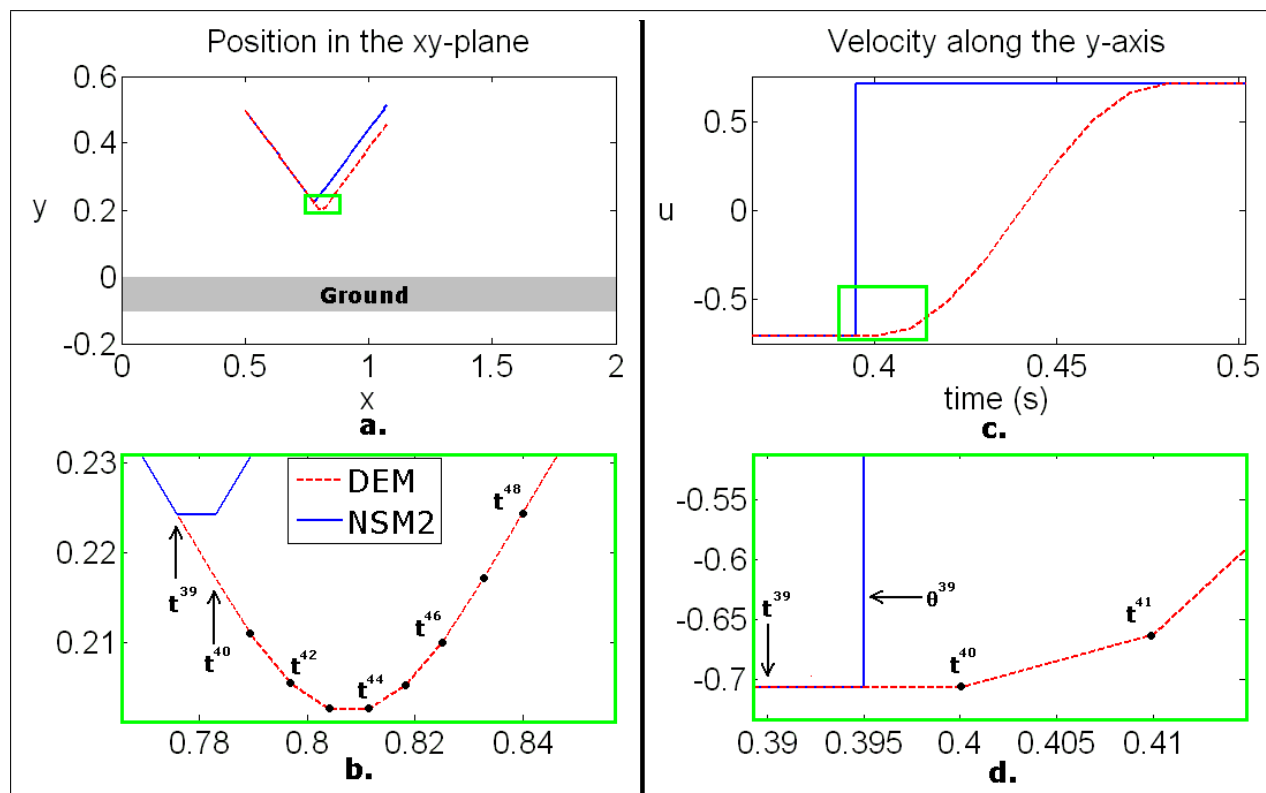 Position in the xy-plane
0.6
0.4
y
0.2
0
Ground
-0.2
0
0.5
1
1.5
2
x
a.
0.23
0.22
0.21
DEM
NSM2
t³⁹
t⁴⁰
t⁴²
t⁴⁴
t⁴⁶
t⁴⁸
0.78
0.8
0.82
0.84
b.
Velocity along the y-axis
0.5
u
0
-0.5
0.4
0.45
0.5
time (s)
c.
-0.55
-0.6
-0.65
-0.7
t³⁹
θ³⁹
t⁴⁰
t⁴¹
0.39
0.395
0.4
0.405
0.41
d.